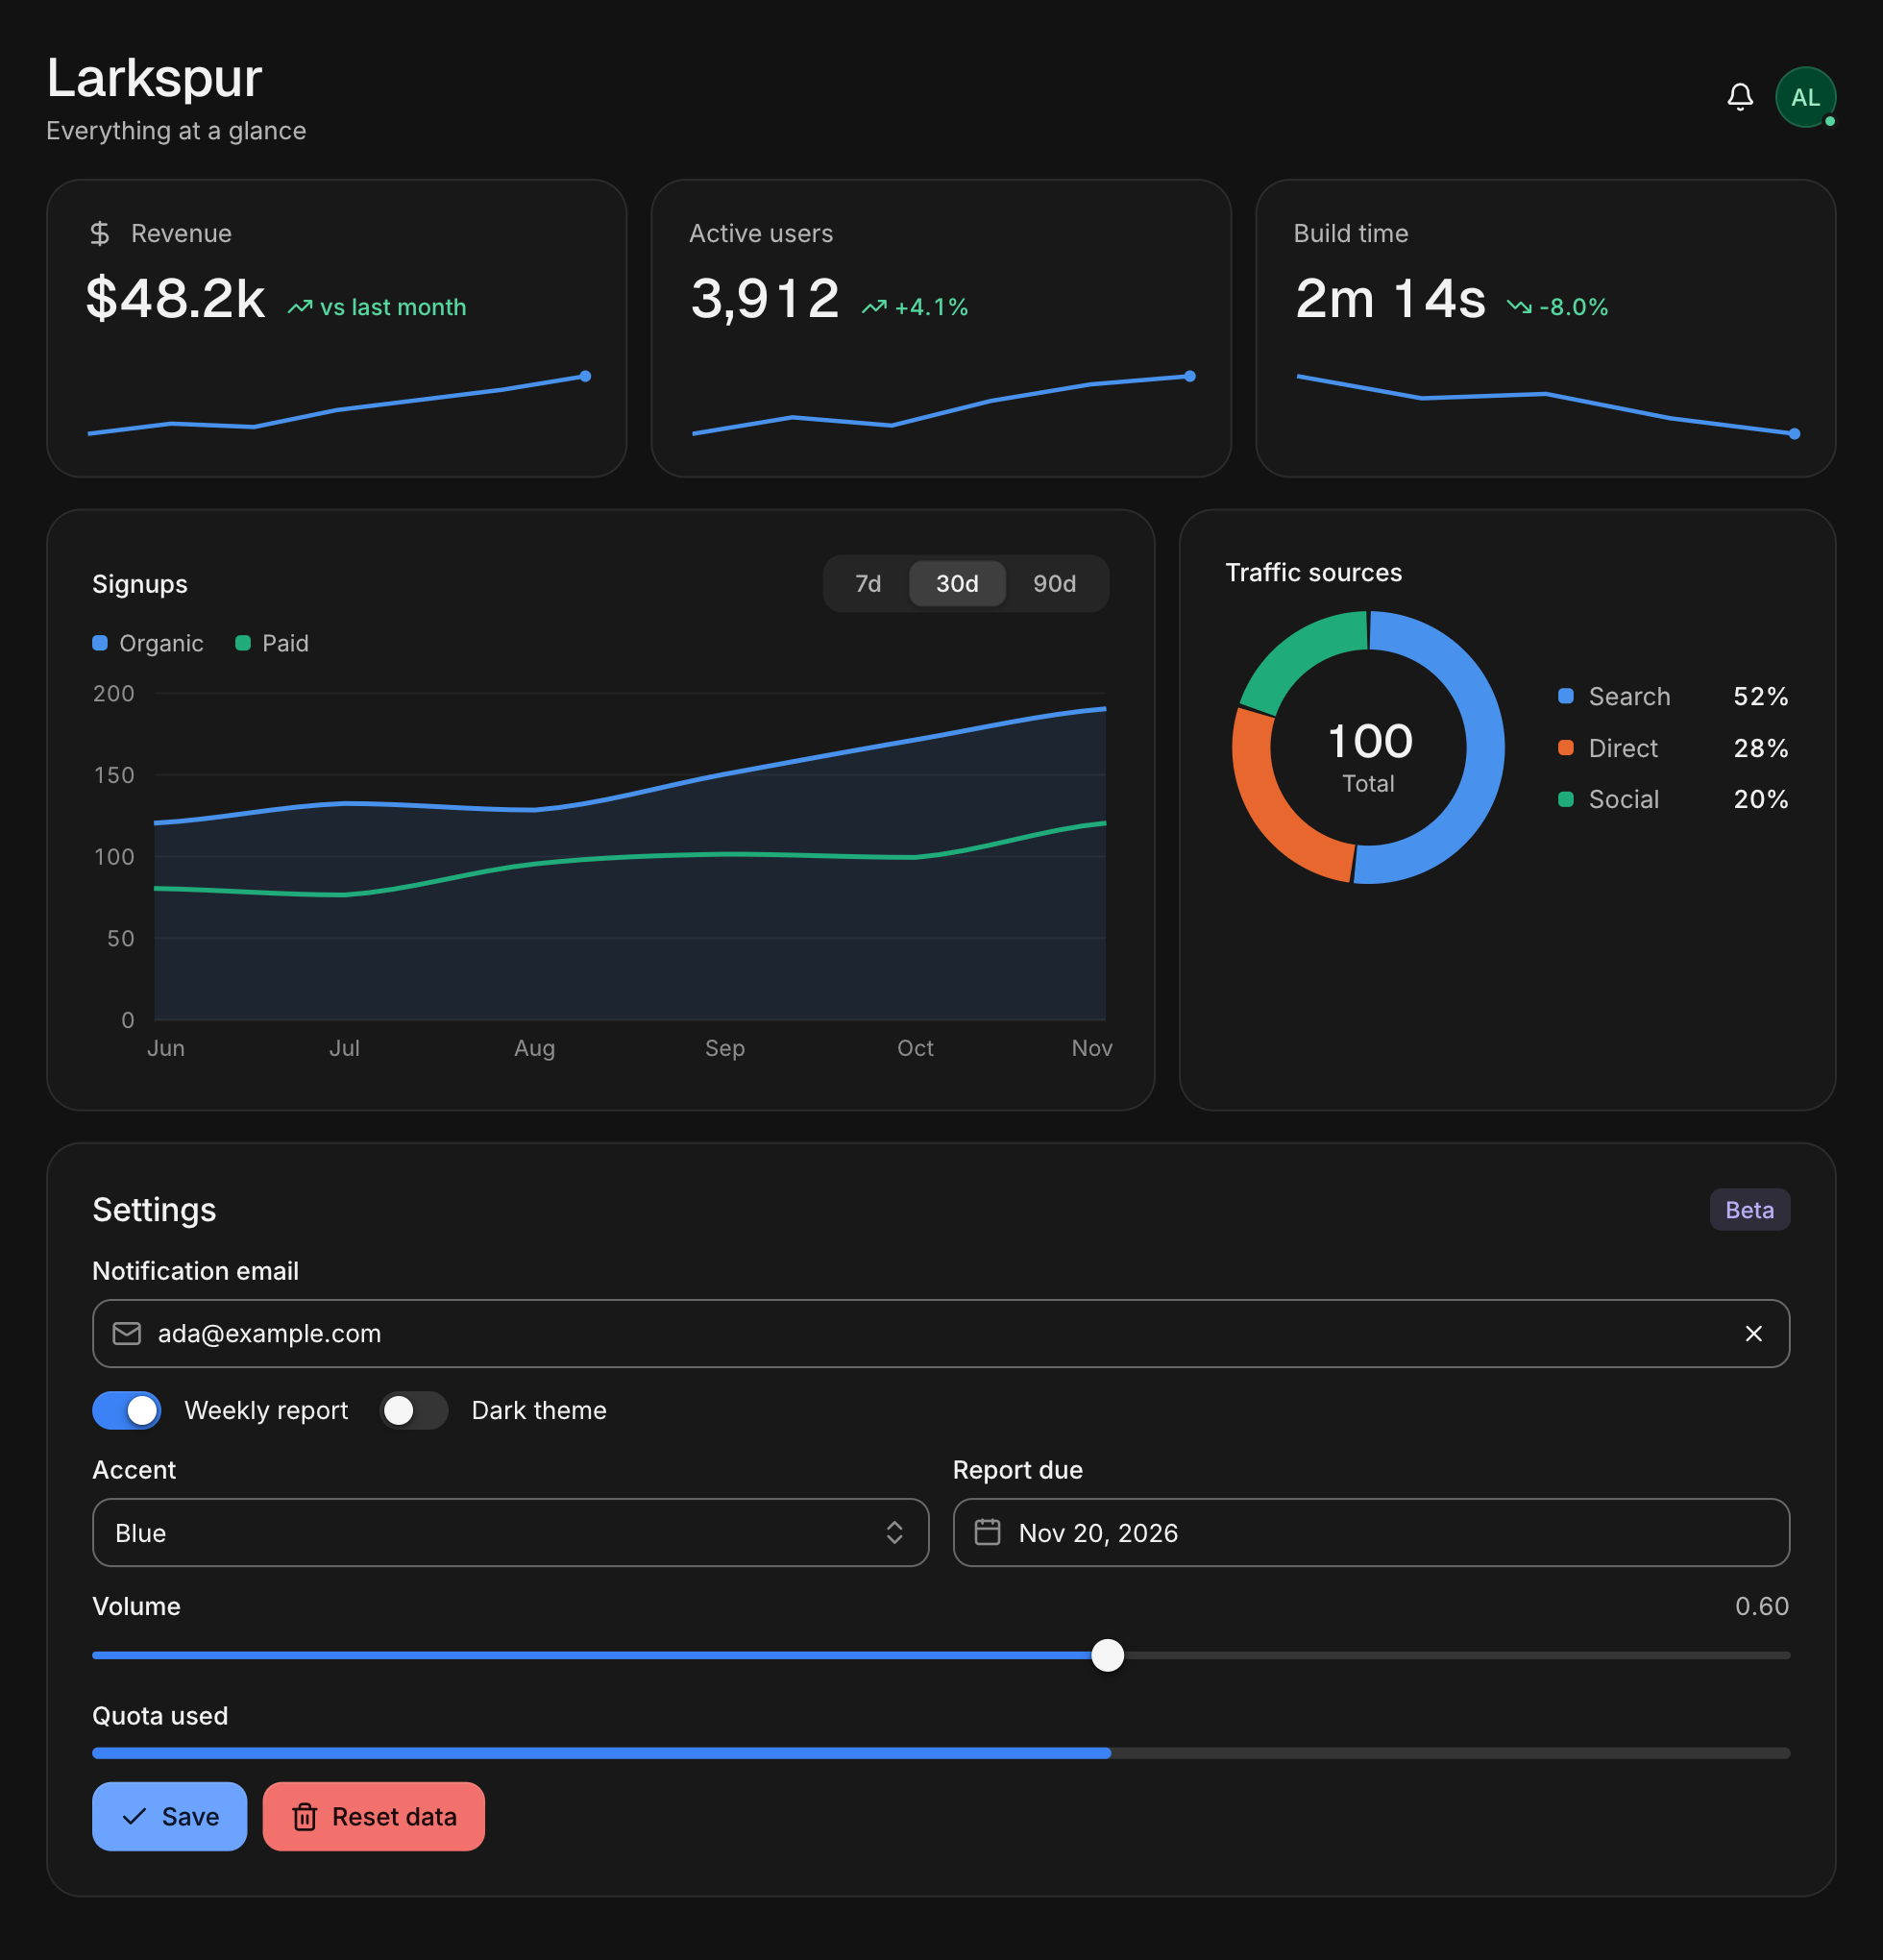 Larkspur
Everything at a glance
AL
Revenue
$48.2k vs last month
Active users
3,912 +4.1%
Build time
2m 14s -8.0%
Signups
7d 30d 90d
Organic Paid
200
150
100
50
0
Jun Jul Aug Sep Oct Nov
Traffic sources
100
Total
Search 52%
Direct 28%
Social 20%
Settings
Beta
Notification email
ada@example.com
Weekly report Dark theme
Accent
Blue
Report due
Nov 20, 2026
Volume 0.60
Quota used
Save Reset data